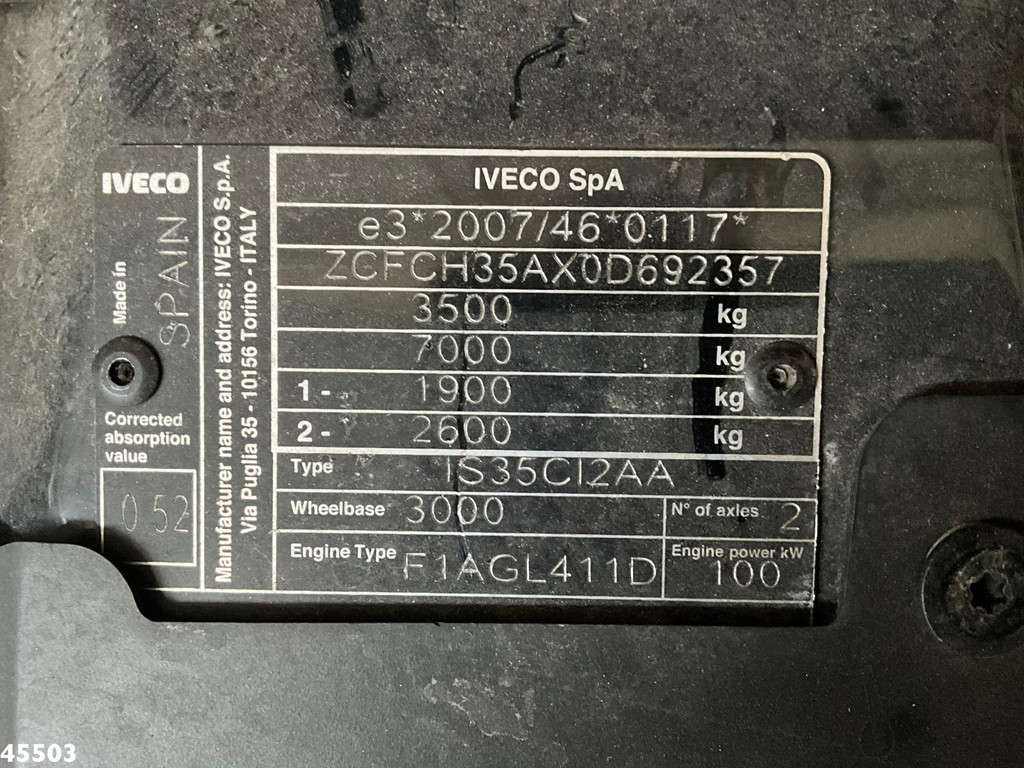 IVECO
Made in
SPAIN
Corrected
absorption
value
0 52
Manufacturer name and address: IVECO S.p.A.
Via Puglia 35 - 10156 Torino - ITALY
IVECO SpA
e3*2007/46*0117*
ZCFCH35AX0D692357
3500 kg
7000 kg
1 - 1900 kg
2 - 2600 kg
Type IS35CI2AA
Wheelbase 3000 N° of axles 2
Engine Type F1AGL411D Engine power kW
100
45503